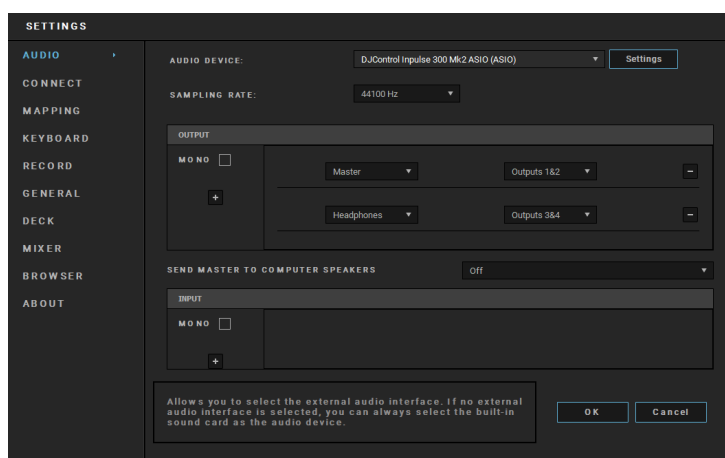 SETTINGS
AUDIO
CONNECT
MAPPING
KEYBOARD
RECORD
GENERAL
DECK
MIXER
BROWSER
ABOUT
AUDIO DEVICE: DJControl Inpulse 300 Mk2 ASIO (ASIO) Settings
SAMPLING RATE: 44100 Hz
OUTPUT
MONO
+
Master Outputs 1&2 −
Headphones Outputs 3&4 −
SEND MASTER TO COMPUTER SPEAKERS Off
INPUT
MONO
+
Allows you to select the external audio interface. If no external
audio interface is selected, you can always select the built-in
sound card as the audio device.
OK Cancel